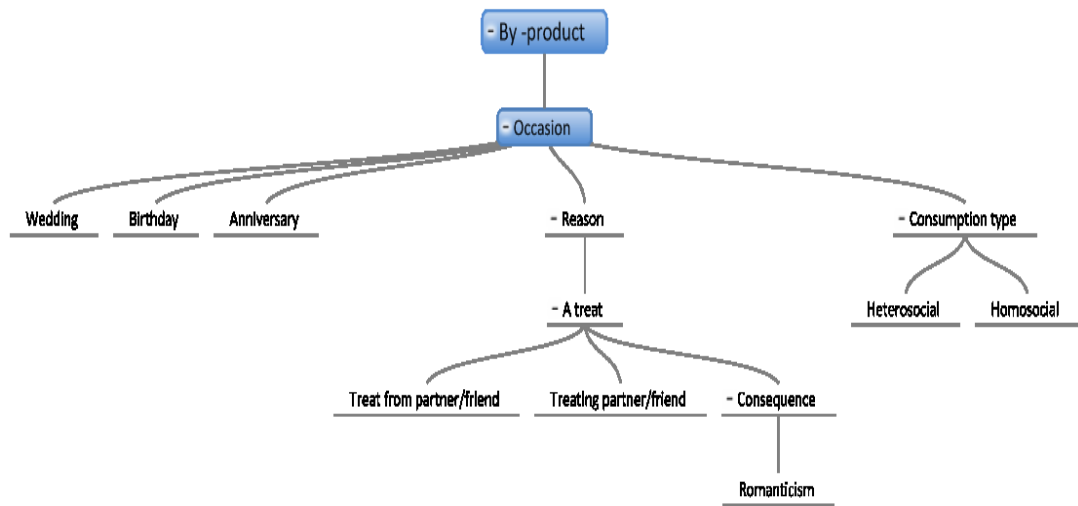 - By -product
- Occasion
Wedding
Birthday
Anniversary
- Reason
- Consumption type
Heterosocial
Homosocial
- A treat
Treat from partner/friend
Treating partner/friend
- Consequence
Romanticism